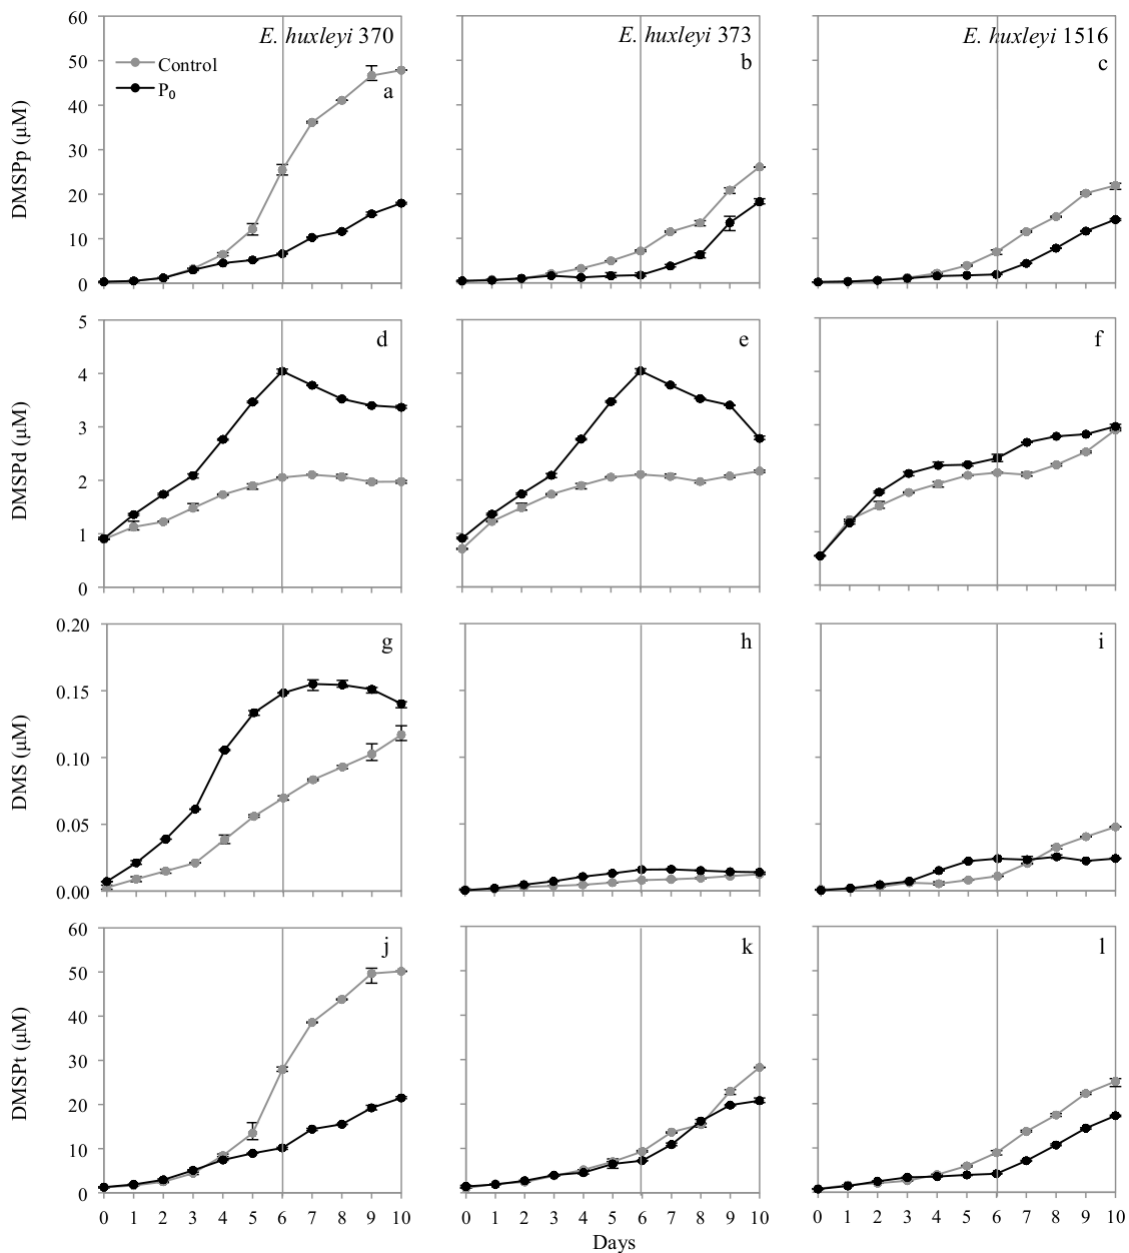 E. huxleyi 370
E. huxleyi 373
E. huxleyi 1516
Control
P₀
a
b
c
DMSPp (μM)
60
50
40
30
20
10
0
d
e
f
DMSPd (μM)
5
4
3
2
1
0
g
h
i
DMS (μM)
0.20
0.15
0.10
0.05
0.00
j
k
l
DMSPt (μM)
60
50
40
30
20
10
0
0 1 2 3 4 5 6 7 8 9 10
0 1 2 3 4 5 6 7 8 9 10
0 1 2 3 4 5 6 7 8 9 10
Days